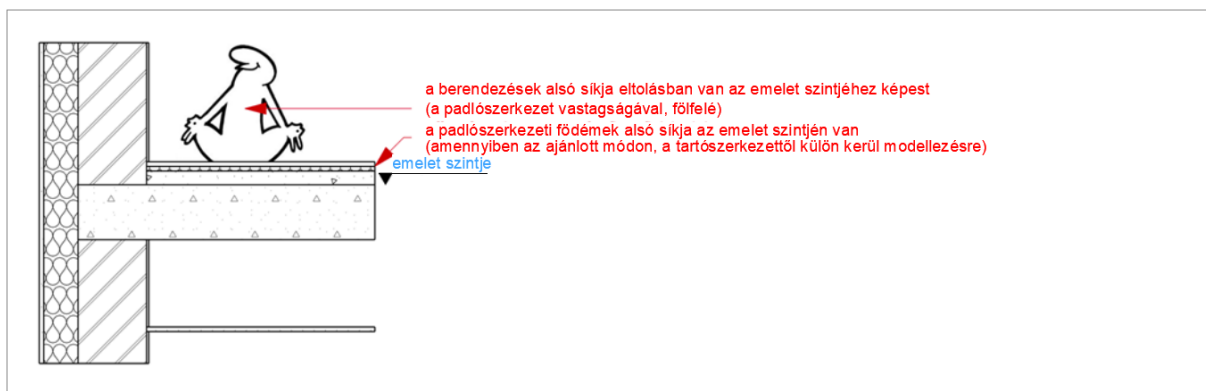 a berendezések alsó síkja eltolásban van az emelet szintjéhez képest
(a padlószerkezet vastagságával, fölfelé)
a padlószerkezeti födémek alsó síkja az emelet szintjén van
(amennyiben az ajánlott módon, a tartószerkezettől külön kerül modellezésre)
emelet szintje